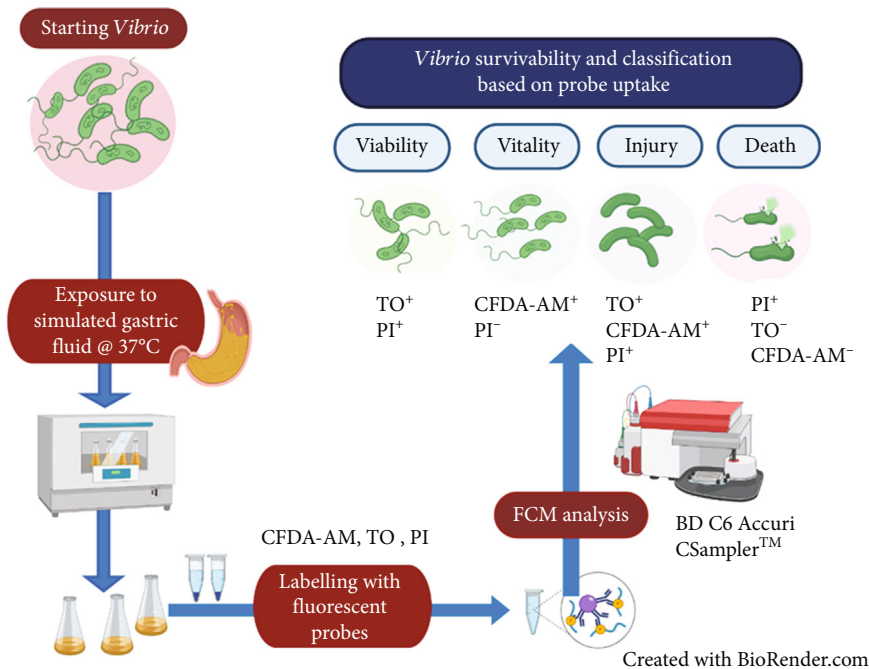 Starting Vibrio
Vibrio survivability and classification
based on probe uptake
Viability
Vitality
Injury
Death
TO⁺
PI⁺
CFDA-AM⁺
PI⁻
TO⁺
CFDA-AM⁺
PI⁺
PI⁺
TO⁻
CFDA-AM⁻
Exposure to
simulated gastric
fluid @ 37°C
CFDA-AM, TO , PI
Labelling with
fluorescent
probes
FCM analysis
BD C6 Accuri
CSampler™
Created with BioRender.com